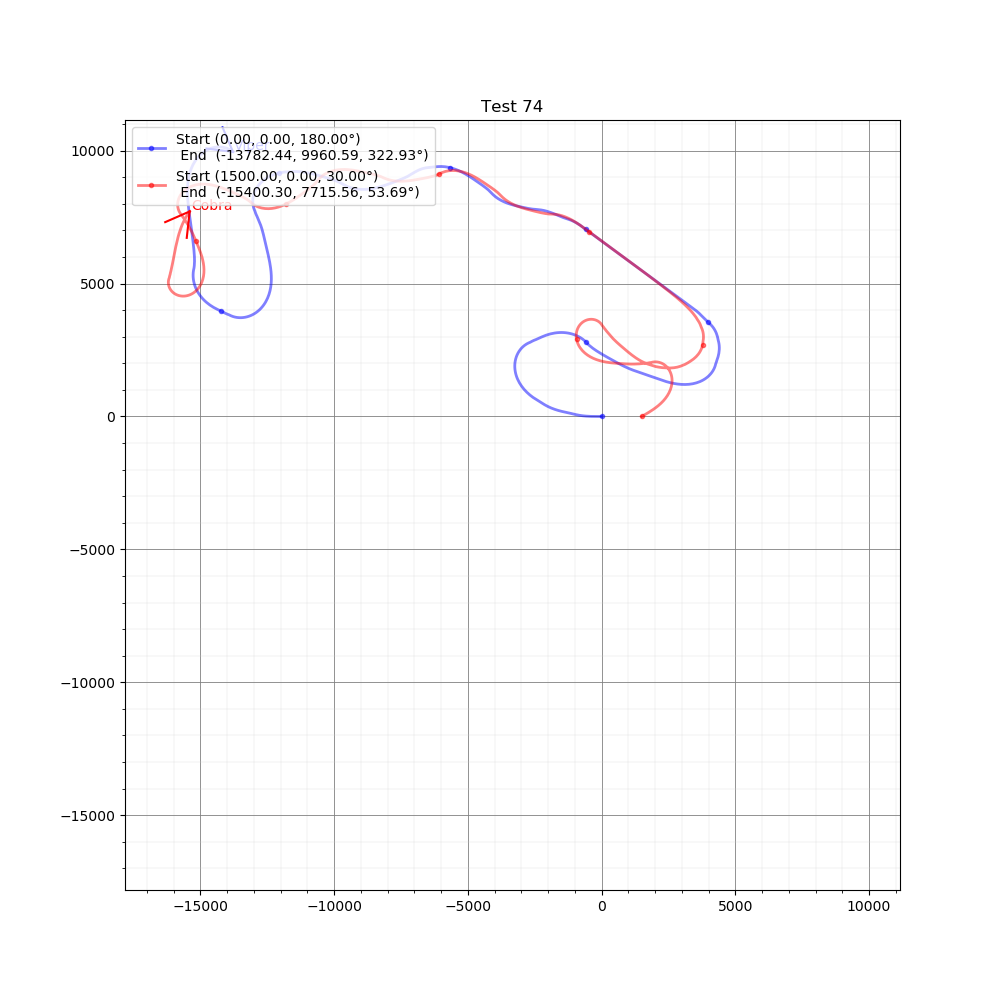 Test 74
Start (0.00, 0.00, 180.00°)
End (-13782.44, 9960.59, 322.93°)
Start (1500.00, 0.00, 30.00°)
End (-15400.30, 7715.56, 53.69°)
Cobra
10000
5000
0
−5000
−10000
−15000
−15000 −10000 −5000 0 5000 10000